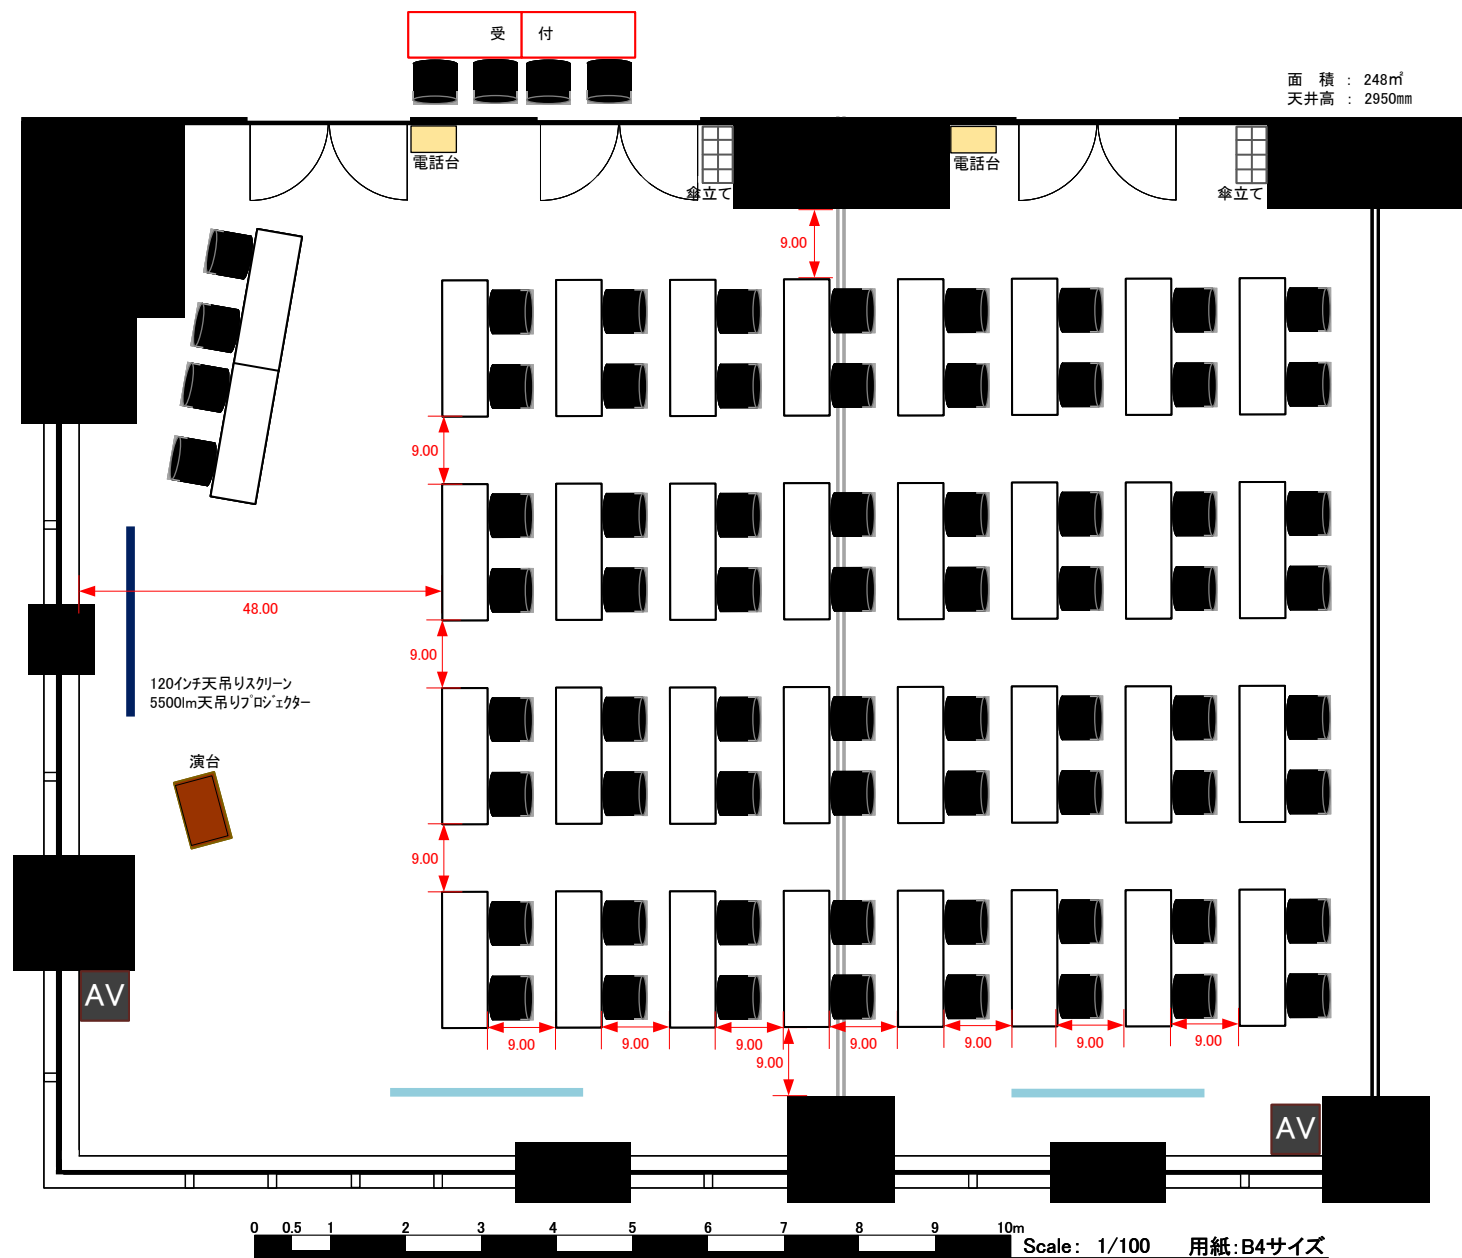 受　付
面　積　：　248㎡
天井高　：　2950mm
電話台
傘立て
電話台
傘立て
9.00
9.00
48.00
9.00
120ｲﾝﾁ天吊りｽｸﾘｰﾝ
5500lm天吊りﾌﾟﾛｼﾞｪｸﾀｰ
演台
9.00
AV
9.00
9.00
9.00
9.00
9.00
9.00
9.00
9.00
AV
0 0.5 1 2 3 4 5 6 7 8 9 10m
Scale: 1/100 用紙:B4サイズ